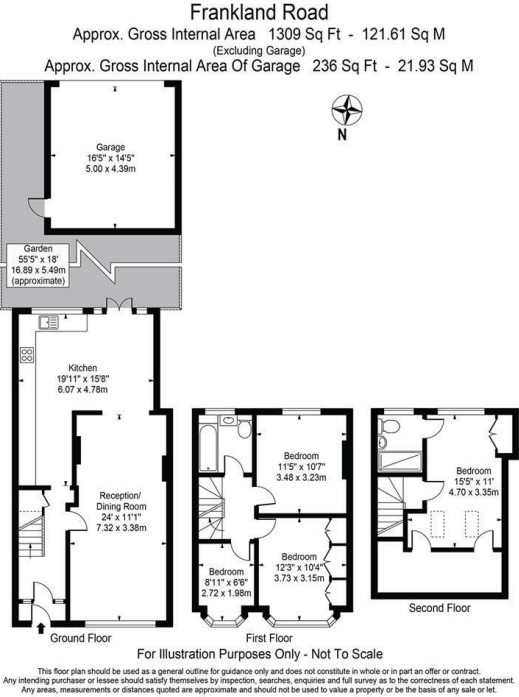 Frankland Road
Approx. Gross Internal Area 1309 Sq Ft - 121.61 Sq M
(Excluding Garage)
Approx. Gross Internal Area Of Garage 236 Sq Ft - 21.93 Sq M
N
Garage
16'5" x 14'5"
5.00 x 4.39m
Garden
55'5" x 18'
16.89 x 5.49m
(approximate)
Kitchen
19'11" x 15'8"
6.07 x 4.78m
Reception/
Dining Room
24' x 11'1"
7.32 x 3.38m
Ground Floor
Bedroom
11'5" x 10'7"
3.48 x 3.23m
Bedroom
8'11" x 6'6"
2.72 x 1.98m
Bedroom
12'3" x 10'4"
3.73 x 3.15m
First Floor
Bedroom
15'5" x 11'
4.70 x 3.35m
Second Floor
For Illustration Purposes Only - Not To Scale
This floor plan should be used as a general outline for guidance only and does not constitute in whole or in part an offer or contract.
Any intending purchaser or lessee should satisfy themselves by inspection, searches, enquiries and full survey as to the correctness of each statement.
Any areas, measurements or distances quoted are approximate and should not be used to value a property or be the basis of any sale or let.